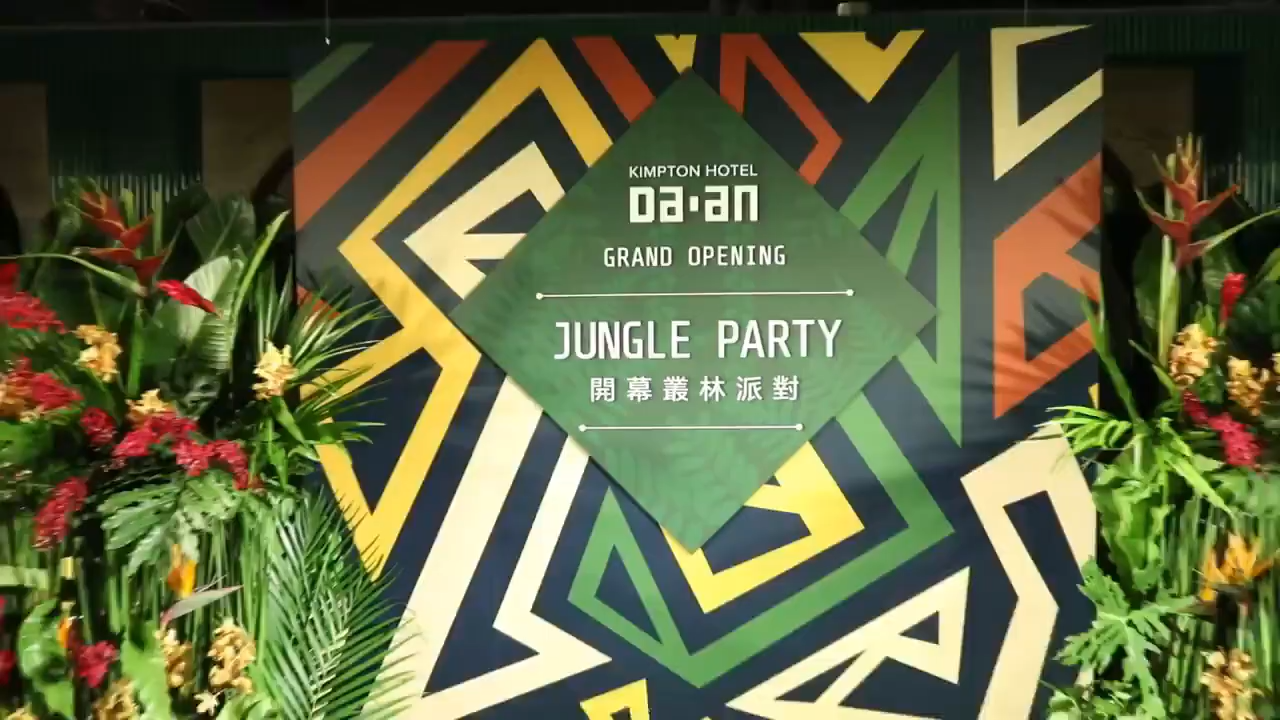 KIMPTON HOTEL
Da·an
GRAND OPENING
JUNGLE PARTY
開幕叢林派對